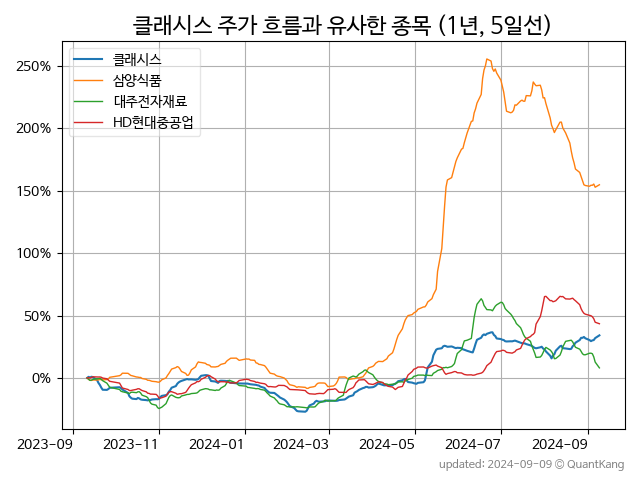 클래시스 주가 흐름과 유사한 종목 (1년, 5일선)
클래시스
삼양식품
대주전자재료
HD현대중공업
250%
200%
150%
100%
50%
0%
2023-09 2023-11 2024-01 2024-03 2024-05 2024-07 2024-09
updated: 2024-09-09 © QuantKang